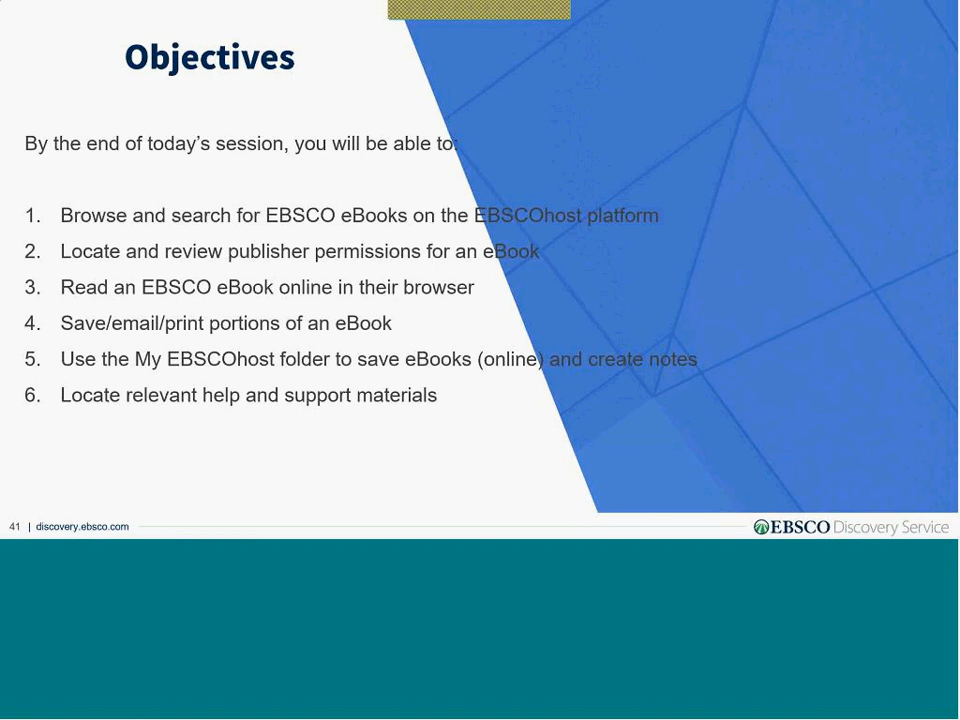 Objectives
By the end of today’s session, you will be able to:
1. Browse and search for EBSCO eBooks on the EBSCOhost platform
2. Locate and review publisher permissions for an eBook
3. Read an EBSCO eBook online in their browser
4. Save/email/print portions of an eBook
5. Use the My EBSCOhost folder to save eBooks (online) and create notes
6. Locate relevant help and support materials
41 | discovery.ebsco.com
EBSCO Discovery Service